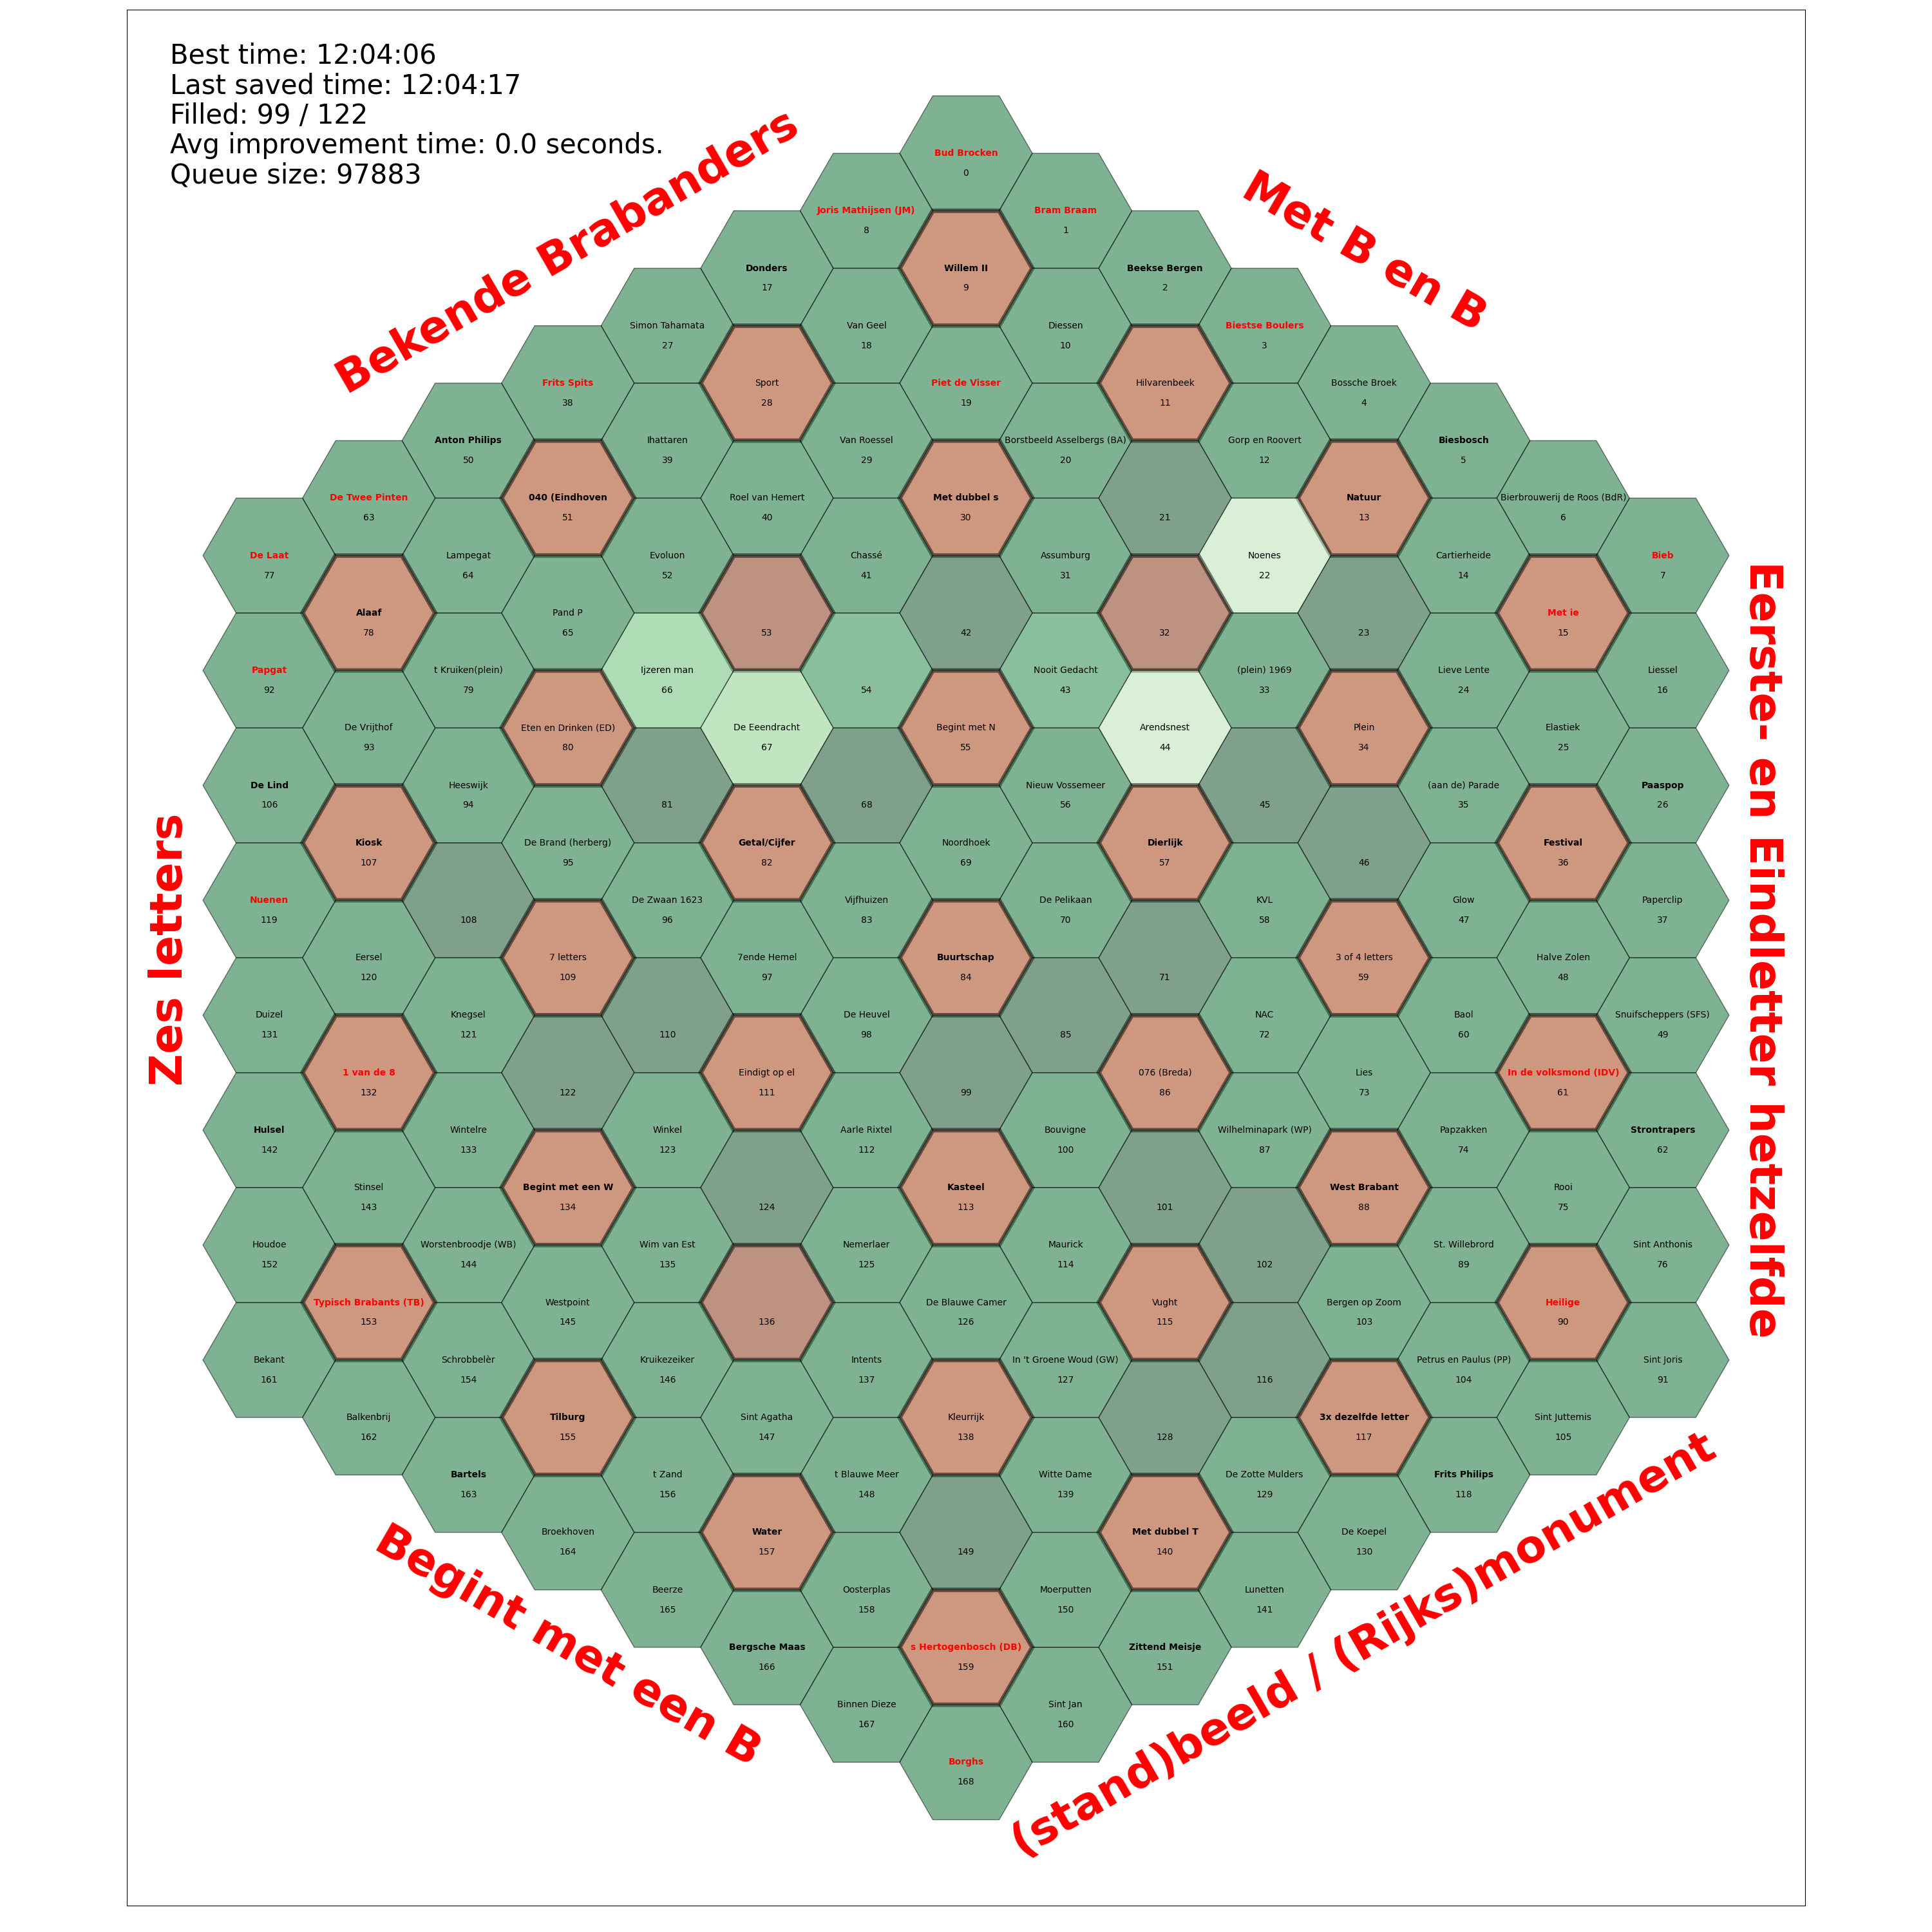 Best time: 12:04:06
Last saved time: 12:04:17
Filled: 99 / 122
Avg improvement time: 0.0 seconds.
Queue size: 97883
Bekende Brabanders
Met B en B
Eerste- en Eindletter hetzelfde
(stand)beeld / (Rijks)monument
Begint met een B
Zes letters
Bud Brocken
0
Bram Braam
1
Beekse Bergen
2
Biestse Boulers
3
Bossche Broek
4
Biesbosch
5
Bierbrouwerij de Roos (BdR)
6
Bieb
7
Joris Mathijsen (JM)
8
Willem II
9
Diessen
10
Hilvarenbeek
11
Gorp en Roovert
12
Natuur
13
Cartierheide
14
Met ie
15
Liessel
16
Donders
17
Van Geel
18
Piet de Visser
19
Borstbeeld Asselbergs (BA)
20
21
Noenes
22
23
Lieve Lente
24
Elastiek
25
Paaspop
26
Simon Tahamata
27
Sport
28
Van Roessel
29
Met dubbel s
30
Assumburg
31
32
(plein) 1969
33
Plein
34
(aan de) Parade
35
Festival
36
Paperclip
37
Frits Spits
38
Ihattaren
39
Roel van Hemert
40
Chassé
41
42
Nooit Gedacht
43
Arendsnest
44
45
46
Glow
47
Halve Zolen
48
Snuifscheppers (SFS)
49
Anton Philips
50
040 (Eindhoven
51
Evoluon
52
53
54
Begint met N
55
Nieuw Vossemeer
56
Dierlijk
57
KVL
58
3 of 4 letters
59
Baol
60
In de volksmond (IDV)
61
Strontrapers
62
De Twee Pinten
63
Lampegat
64
Pand P
65
Ijzeren man
66
De Eeendracht
67
68
Noordhoek
69
De Pelikaan
70
71
NAC
72
Lies
73
Papzakken
74
Rooi
75
Sint Anthonis
76
De Laat
77
Alaaf
78
t Kruiken(plein)
79
Eten en Drinken (ED)
80
81
Getal/Cijfer
82
Vijfhuizen
83
Buurtschap
84
85
076 (Breda)
86
Wilhelminapark (WP)
87
West Brabant
88
St. Willebrord
89
Heilige
90
Sint Joris
91
Papgat
92
De Vrijthof
93
Heeswijk
94
De Brand (herberg)
95
De Zwaan 1623
96
7ende Hemel
97
De Heuvel
98
99
Bouvigne
100
101
102
Bergen op Zoom
103
Petrus en Paulus (PP)
104
Sint Juttemis
105
De Lind
106
Kiosk
107
108
7 letters
109
110
Eindigt op el
111
Aarle Rixtel
112
Kasteel
113
Maurick
114
Vught
115
116
3x dezelfde letter
117
Frits Philips
118
Nuenen
119
Eersel
120
Knegsel
121
122
Winkel
123
124
Nemerlaer
125
De Blauwe Camer
126
In 't Groene Woud (GW)
127
128
De Zotte Mulders
129
De Koepel
130
Duizel
131
1 van de 8
132
Wintelre
133
Begint met een W
134
Wim van Est
135
136
Intents
137
Kleurrijk
138
Witte Dame
139
Met dubbel T
140
Lunetten
141
Hulsel
142
Stinsel
143
Worstenbroodje (WB)
144
Westpoint
145
Kruikezeiker
146
Sint Agatha
147
t Blauwe Meer
148
149
Moerputten
150
Zittend Meisje
151
Houdoe
152
Typisch Brabants (TB)
153
Schrobbelèr
154
Tilburg
155
t Zand
156
Water
157
Oosterplas
158
s Hertogenbosch (DB)
159
Sint Jan
160
Bekant
161
Balkenbrij
162
Bartels
163
Broekhoven
164
Beerze
165
Bergsche Maas
166
Binnen Dieze
167
Borghs
168